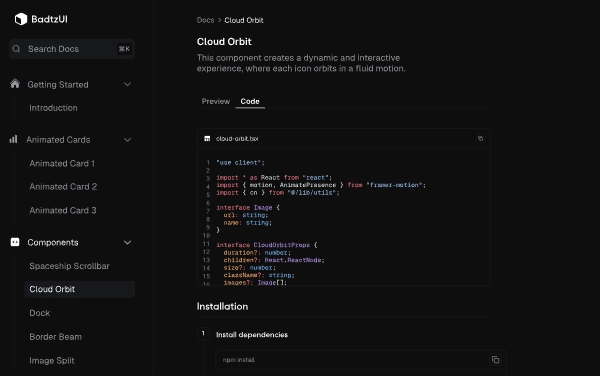 BadtzUI
Search Docs
⌘K
Getting Started
Introduction
Animated Cards
Animated Card 1
Animated Card 2
Animated Card 3
Components
Spaceship Scrollbar
Cloud Orbit
Dock
Border Beam
Image Split
Docs > Cloud Orbit
Cloud Orbit
This component creates a dynamic and interactive
experience, where each icon orbits in a fluid motion.
Preview Code
cloud-orbit.tsx
1 "use client";
2
3 import * as React from "react";
4 import { motion, AnimatePresence } from "framer-motion";
5 import { cn } from "@/lib/utils";
6
7 interface Image {
8 url: string;
9 name: string;
10 }
11 interface CloudOrbitProps {
12 duration?: number;
13 children?: React.ReactNode;
14 size?: number;
15 className?: string;
16 images?: Image[];
Installation
1 Install dependencies
npm install